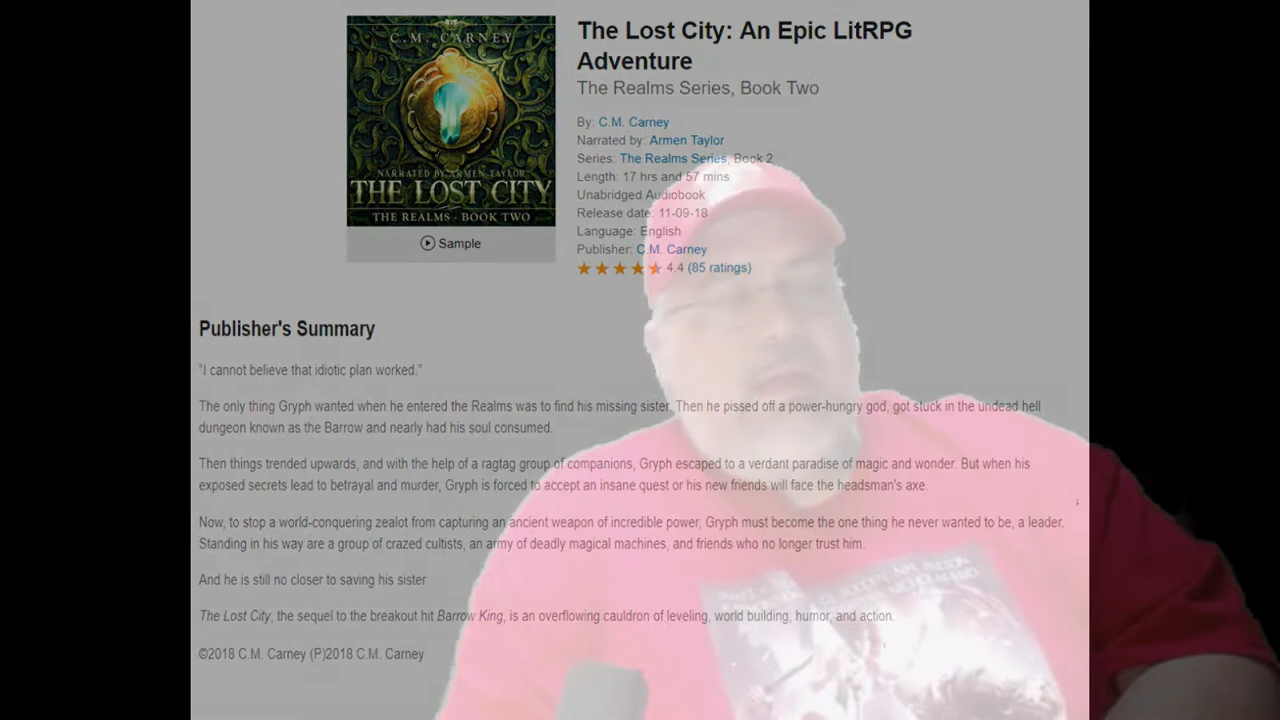 C.M. CARNEY
NARRATED BY ARMEN TAYLOR
THE LOST CITY
THE REALMS - BOOK TWO
Sample
The Lost City: An Epic LitRPG
Adventure
The Realms Series, Book Two
By: C.M. Carney
Narrated by: Armen Taylor
Series: The Realms Series, Book 2
Length: 17 hrs and 57 mins
Unabridged Audiobook
Release date: 11-09-18
Language: English
Publisher: C.M. Carney
4.4 (85 ratings)
Publisher's Summary
"I cannot believe that idiotic plan worked."
The only thing Gryph wanted when he entered the Realms was to find his missing sister. Then he pissed off a power-hungry god, got stuck in the undead hell
dungeon known as the Barrow and nearly had his soul consumed.
Then things trended upwards, and with the help of a ragtag group of companions, Gryph escaped to a verdant paradise of magic and wonder. But when his
exposed secrets lead to betrayal and murder, Gryph is forced to accept an insane quest or his new friends will face the headsman's axe.
Now, to stop a world-conquering zealot from capturing an ancient weapon of incredible power, Gryph must become the one thing he never wanted to be, a leader.
Standing in his way are a group of crazed cultists, an army of deadly magical machines, and friends who no longer trust him.
And he is still no closer to saving his sister
The Lost City, the sequel to the breakout hit Barrow King, is an overflowing cauldron of leveling, world building, humor, and action.
©2018 C.M. Carney (P)2018 C.M. Carney